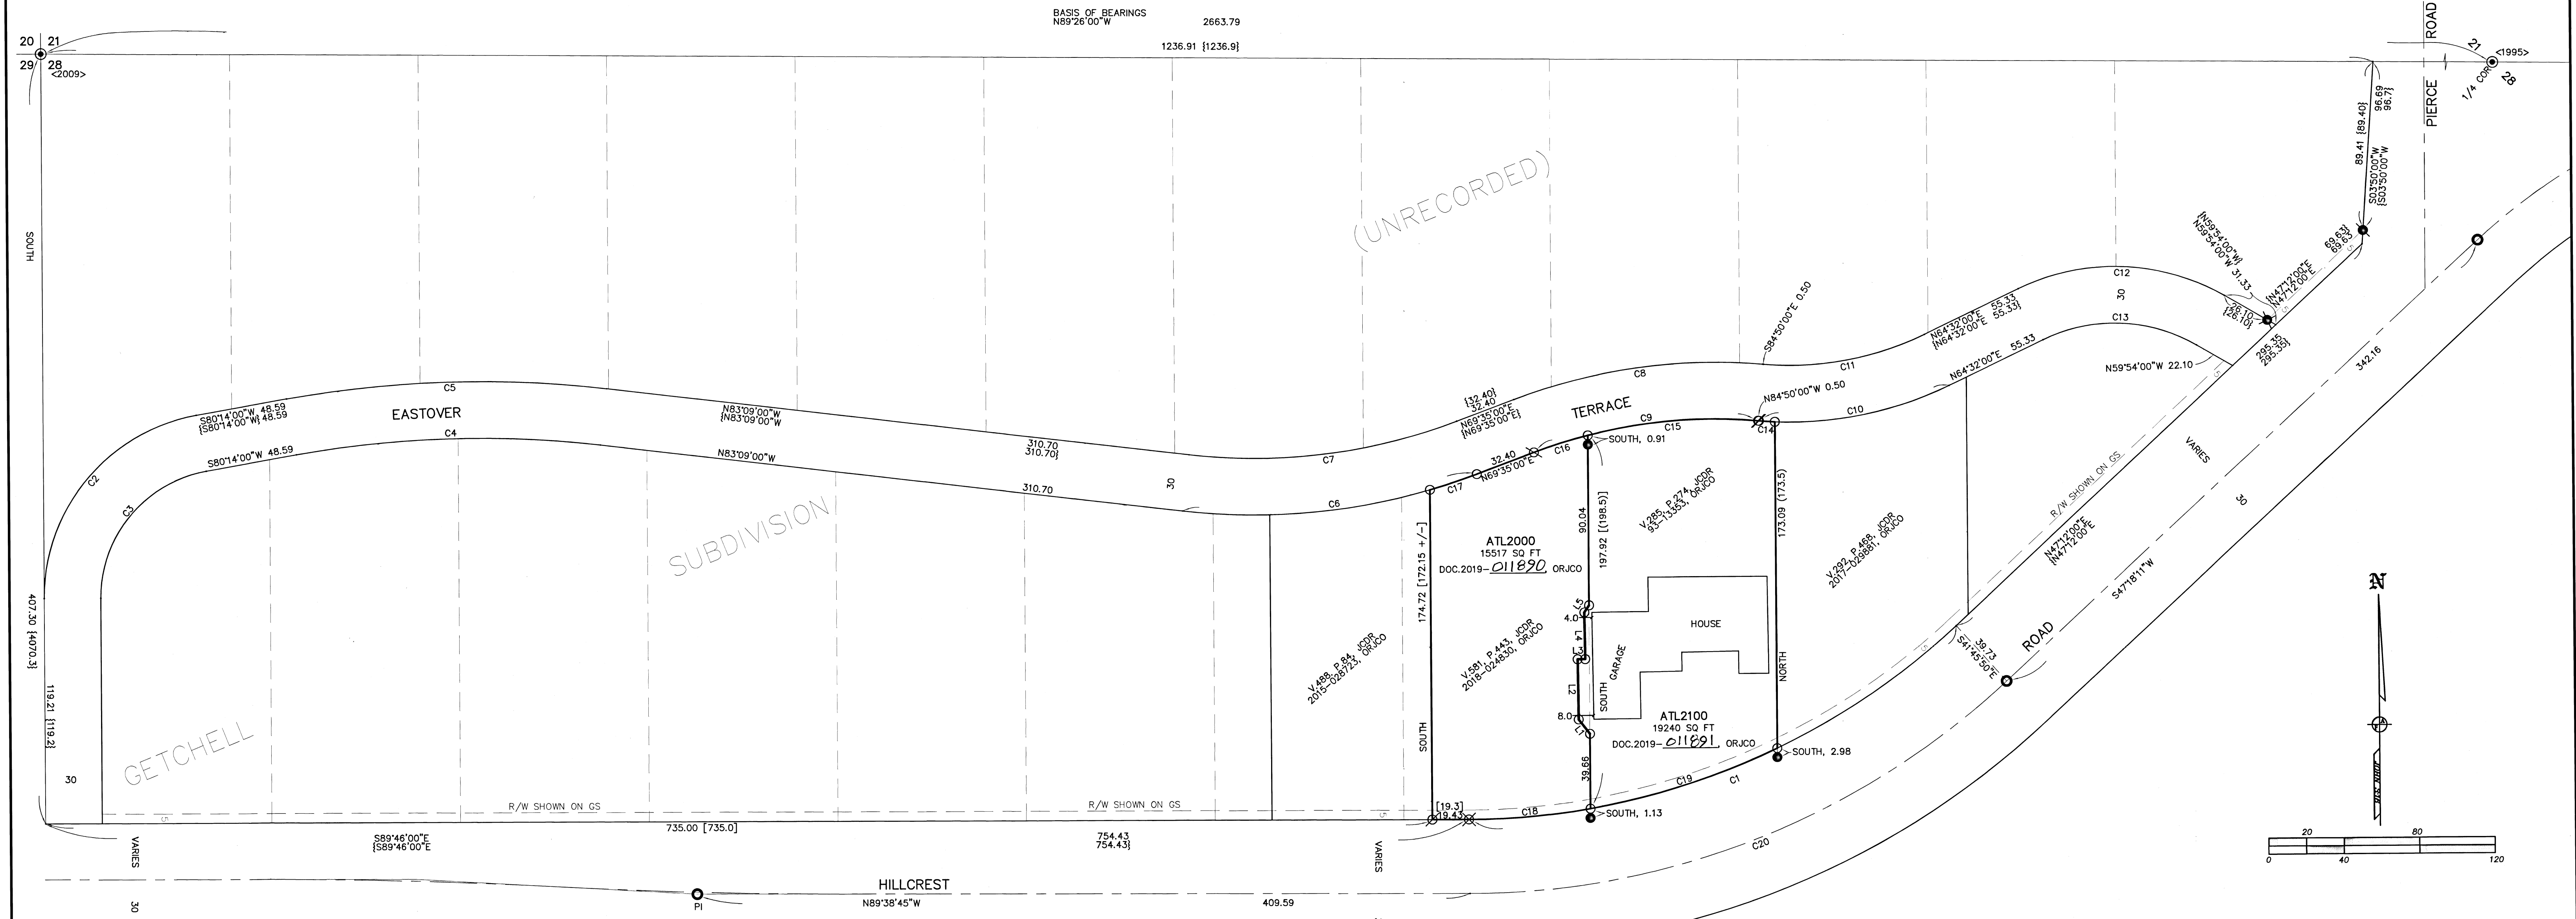 BASIS OF BEARINGS
N89°26'00"W 2663.79
1236.91 {1236.9}
20 21
29 28
<2009>
21 <1995>
1/4 COR
28
PIERCE ROAD
89.41 {89.40}
96.69
96.7}
S03°50'00"W
{S03°50'00"W
(UNRECORDED)
SOUTH
{N59°54'00"W}
N59°54'00"W 31.33
69.63}
69.63
{N47°12'00"E
N47°12'00"E
5
28.10
{26.10}
295.35
295.35}
342.16
C12
30
C13
N59°54'00"W 22.10
5
S84°50'00"E 0.50
N64°32'00"E 55.33
{N64°32'00"E 55.33}
C11
N64°32'00"E 55.33
C8
N84°50'00"W 0.50
C10
{32.40}
32.40
N69°35'00"E
{N69°35'00"E}
TERRACE
C9
C15
C14
C5
S80°14'00"W 48.59
{S80°14'00"W} 48.59
EASTOVER
N83°09'00"W
{N83°09'00"W
310.70
310.70}
C7
C4
S80°14'00"W 48.59
N83°09'00"W
310.70
30
C6
C2
C3
C17
32.40
N69°35'00"E
C16
SOUTH, 0.91
SUBDIVISION
GETCHELL
ATL2000
15517 SQ FT
DOC.2019-011890, ORJCO
174.72 [172.15 +/-]
SOUTH
90.04
197.92 [(198.5)]
V.285, P.274, JCDR
93-13353, ORJCO
173.09 (173.5)
NORTH
V.292, P.468, JCDR
2017-029881, ORJCO
R/W SHOWN ON GS
N47°12'00"E
{N47°12'00"E
VARIES
30
S47°18'11"W
V.488, P.84, JCDR
2015-028723, ORJCO
V.581, P.443, JCDR
2018-024830, ORJCO
L5
4.0
L4
L3
L2
8.0
L1
GARAGE
SOUTH
HOUSE
ATL2100
19240 SQ FT
DOC.2019-011891, ORJCO
39.66
SOUTH, 2.98
C19
C1
5
39.73
S41°45'50"E
ROAD
407.30 {4070.3}
119.21 {119.2}
30
R/W SHOWN ON GS
R/W SHOWN ON GS
5
5
[19.3]
19.43
C18
SOUTH, 1.13
735.00 [735.0]
S89°46'00"E
{S89°46'00"E
754.43
754.43}
VARIES
VARIES
C20
HILLCREST
PI
N89°38'45"W
409.59
30
N
JOHN STR
20 80
0 40 120